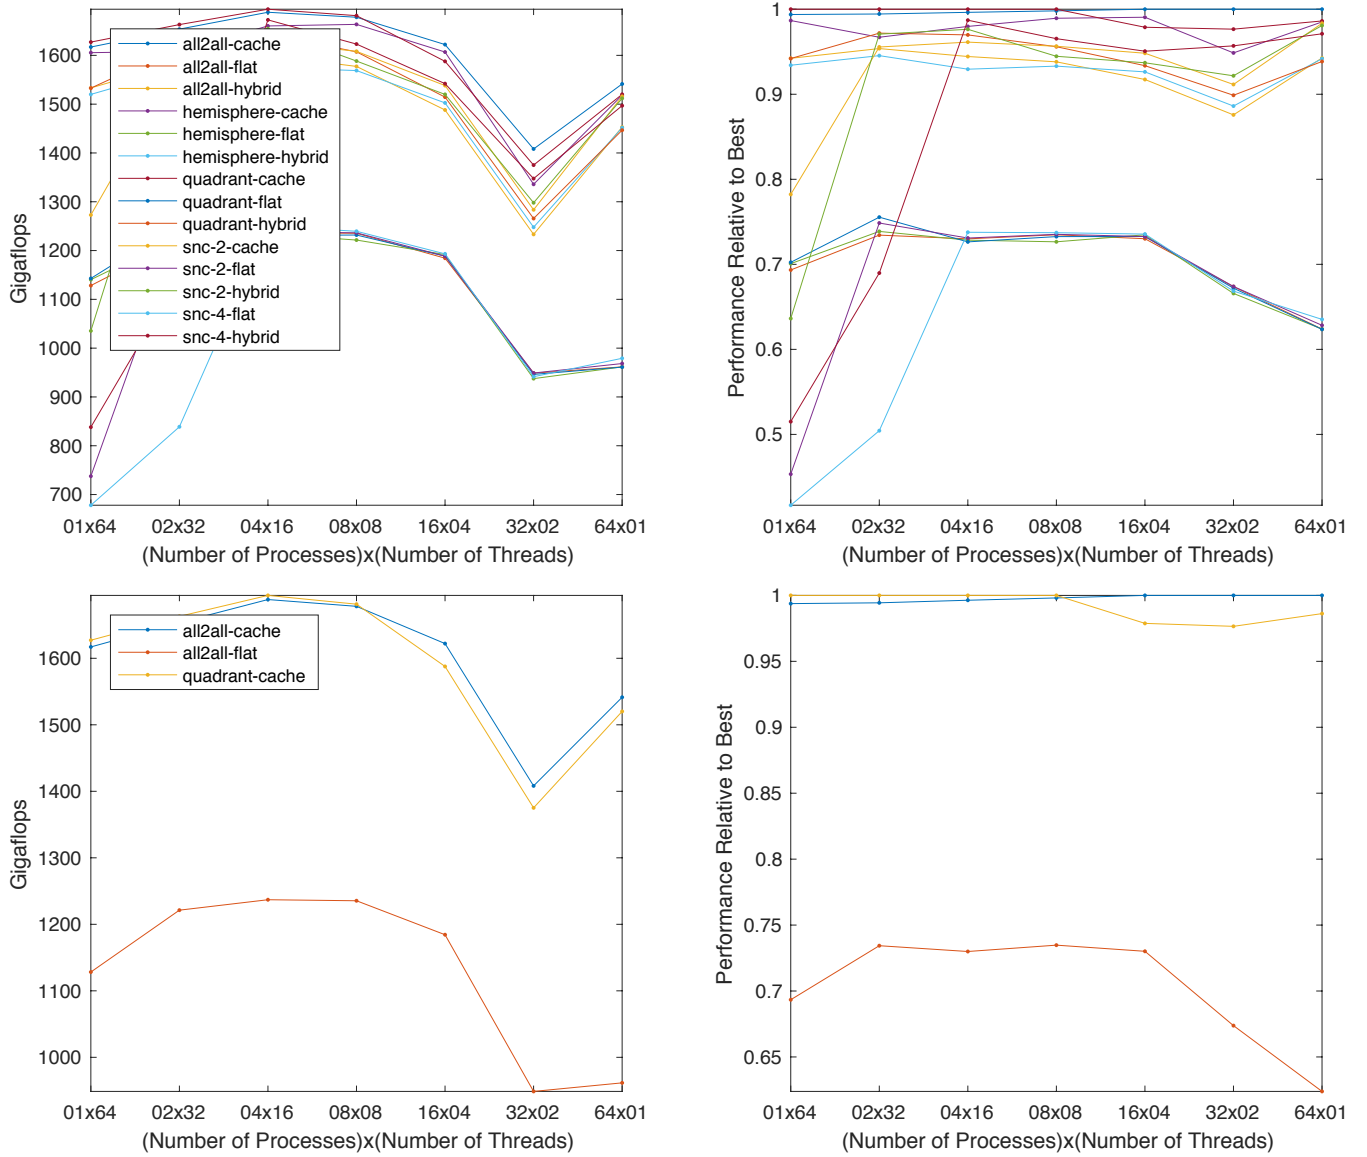 1600
1500
1400
1300
1200
1100
1000
900
800
700
Gigaflops
all2all-cache
all2all-flat
all2all-hybrid
hemisphere-cache
hemisphere-flat
hemisphere-hybrid
quadrant-cache
quadrant-flat
quadrant-hybrid
snc-2-cache
snc-2-flat
snc-2-hybrid
snc-4-flat
snc-4-hybrid
01x64 02x32 04x16 08x08 16x04 32x02 64x01
(Number of Processes)x(Number of Threads)
1
0.9
0.8
0.7
0.6
0.5
Performance Relative to Best
01x64 02x32 04x16 08x08 16x04 32x02 64x01
(Number of Processes)x(Number of Threads)
1600
1500
1400
1300
1200
1100
1000
Gigaflops
all2all-cache
all2all-flat
quadrant-cache
01x64 02x32 04x16 08x08 16x04 32x02 64x01
(Number of Processes)x(Number of Threads)
1
0.95
0.9
0.85
0.8
0.75
0.7
0.65
Performance Relative to Best
01x64 02x32 04x16 08x08 16x04 32x02 64x01
(Number of Processes)x(Number of Threads)